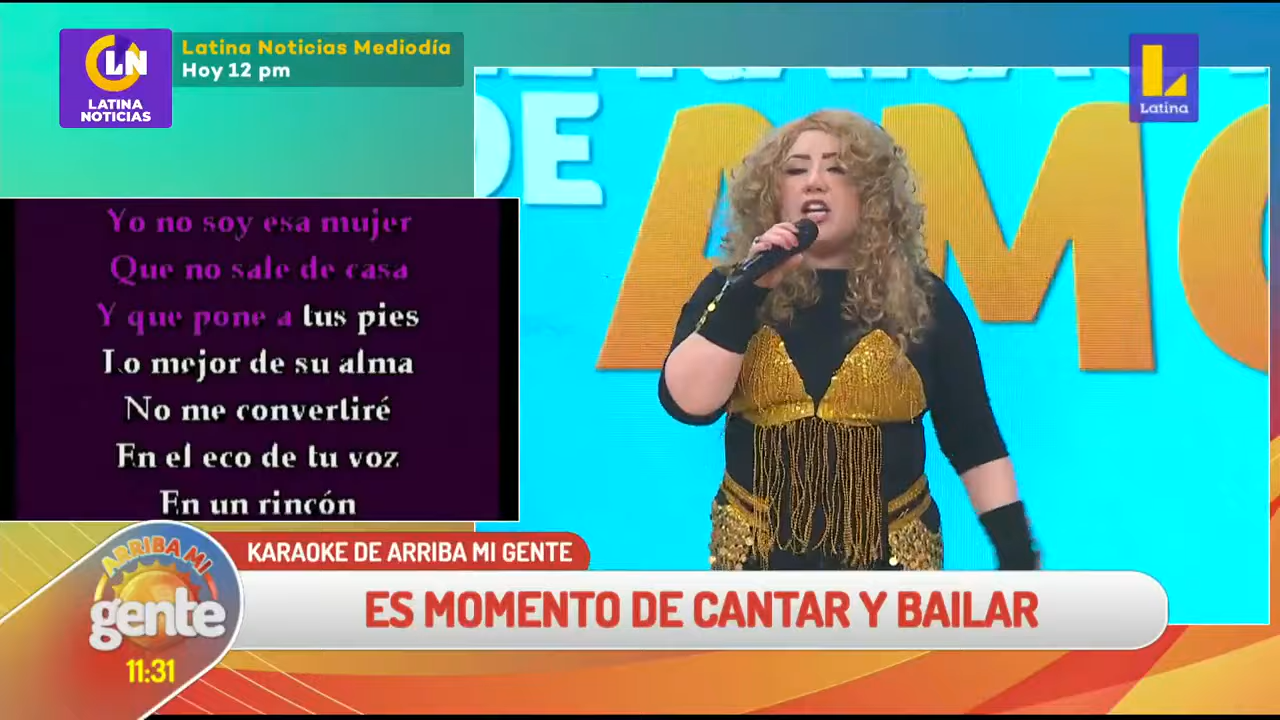 Latina Noticias Mediodía
Hoy 12 pm
LN
LATINA
NOTICIAS
Latina
DE
AMO
Yo no soy esa mujer
Que no sale de casa
Y que pone a tus pies
Lo mejor de su alma
No me convertiré
En el eco de tu voz
En un rincón
KARAOKE DE ARRIBA MI GENTE
ES MOMENTO DE CANTAR Y BAILAR
ARRIBA MI
gente
11:31